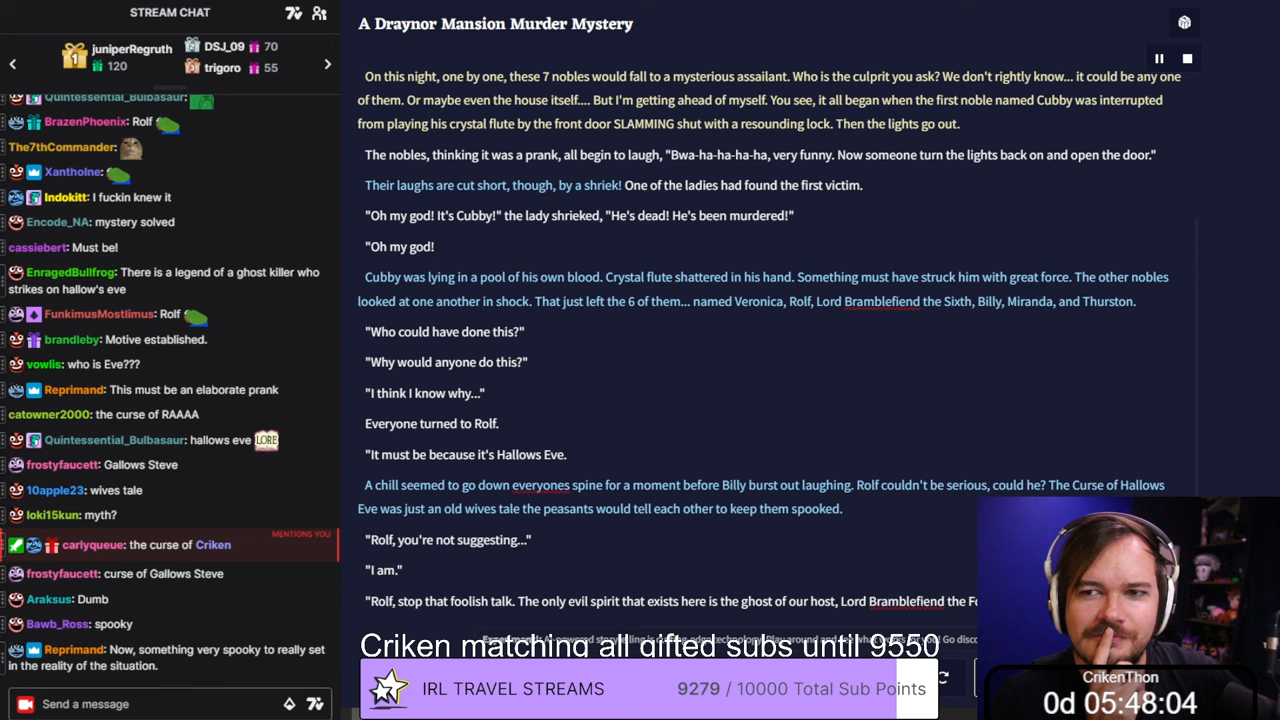 STREAM CHAT
juniperRegruth
1
120
2 DSJ_09 70
3 trigoro 55
Quintessential_Bulbasaur:
BrazenPhoenix: Rolf
The7thCommander:
Xantholne:
Indokitt: I fuckin knew it
Encode_NA: mystery solved
cassiebert: Must be!
EnragedBullfrog: There is a legend of a ghost killer who
strikes on hallow's eve
FunkimusMostlimus: Rolf
brandleby: Motive established.
vowlis: who is Eve???
Reprimand: This must be an elaborate prank
catowner2000: the curse of RAAAA
Quintessential_Bulbasaur: hallows eve LORE
frostyfaucett: Gallows Steve
10apple23: wives tale
loki15kun: myth?
MENTIONS YOU
carlyqueue: the curse of Criken
frostyfaucett: curse of Gallows Steve
Araksus: Dumb
Bawb_Ross: spooky
Reprimand: Now, something very spooky to really set
in the reality of the situation.
Send a message
A Draynor Mansion Murder Mystery
On this night, one by one, these 7 nobles would fall to a mysterious assailant. Who is the culprit you ask? We don't rightly know... it could be any one
of them. Or maybe even the house itself.... But I'm getting ahead of myself. You see, it all began when the first noble named Cubby was interrupted
from playing his crystal flute by the front door SLAMMING shut with a resounding lock. Then the lights go out.
The nobles, thinking it was a prank, all begin to laugh, "Bwa-ha-ha-ha-ha, very funny. Now someone turn the lights back on and open the door."
Their laughs are cut short, though, by a shriek! One of the ladies had found the first victim.
"Oh my god! It's Cubby!" the lady shrieked, "He's dead! He's been murdered!"
"Oh my god!
Cubby was lying in a pool of his own blood. Crystal flute shattered in his hand. Something must have struck him with great force. The other nobles
looked at one another in shock. That just left the 6 of them... named Veronica, Rolf, Lord Bramblefiend the Sixth, Billy, Miranda, and Thurston.
"Who could have done this?"
"Why would anyone do this?"
"I think I know why..."
Everyone turned to Rolf.
"It must be because it's Hallows Eve.
A chill seemed to go down everyones spine for a moment before Billy burst out laughing. Rolf couldn't be serious, could he? The Curse of Hallows
Eve was just an old wives tale the peasants would tell each other to keep them spooked.
"Rolf, you're not suggesting..."
"I am."
"Rolf, stop that foolish talk. The only evil spirit that exists here is the ghost of our host, Lord Bramblefiend the
Criken matching all gifted subs until 9550
IRL TRAVEL STREAMS 9279 / 10000 Total Sub Points
CrikenThon
0d 05:48:04